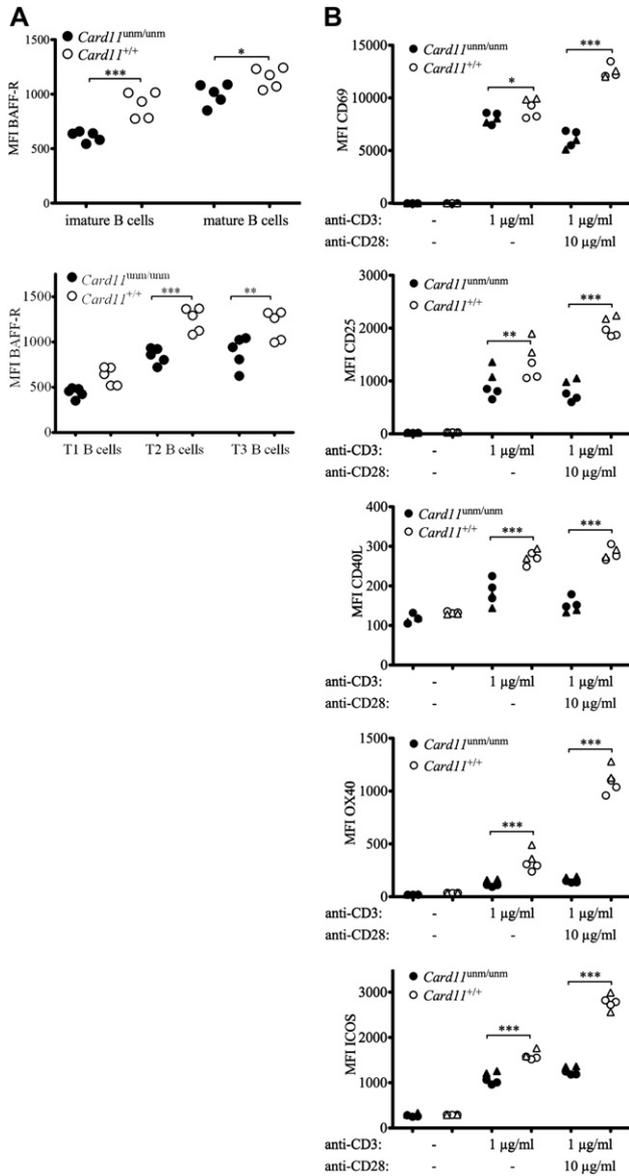 A
Card11unm/unm
Card11+/+
MFI BAFF-R
1500
1000
500
0
***
*
imature B cells mature B cells
Card11unm/unm
Card11+/+
MFI BAFF-R
1500
1000
500
0
***
**
T1 B cells T2 B cells T3 B cells
B
Card11unm/unm
Card11+/+
MFI CD69
15000
10000
5000
0
*
***
anti-CD3: - 1 µg/ml 1 µg/ml
anti-CD28: - - 10 µg/ml
MFI CD25
3000
2000
1000
0
Card11unm/unm
Card11+/+
**
***
anti-CD3: - 1 µg/ml 1 µg/ml
anti-CD28: - - 10 µg/ml
MFI CD40L
400
300
200
100
0
Card11unm/unm
Card11+/+
***
***
anti-CD3: - 1 µg/ml 1 µg/ml
anti-CD28: - - 10 µg/ml
MFI OX40
1500
1000
500
0
Card11unm/unm
Card11+/+
***
***
anti-CD3: - 1 µg/ml 1 µg/ml
anti-CD28: - - 10 µg/ml
MFI ICOS
3000
2000
1000
0
Card11unm/unm
Card11+/+
***
***
anti-CD3: - 1 µg/ml 1 µg/ml
anti-CD28: - - 10 µg/ml